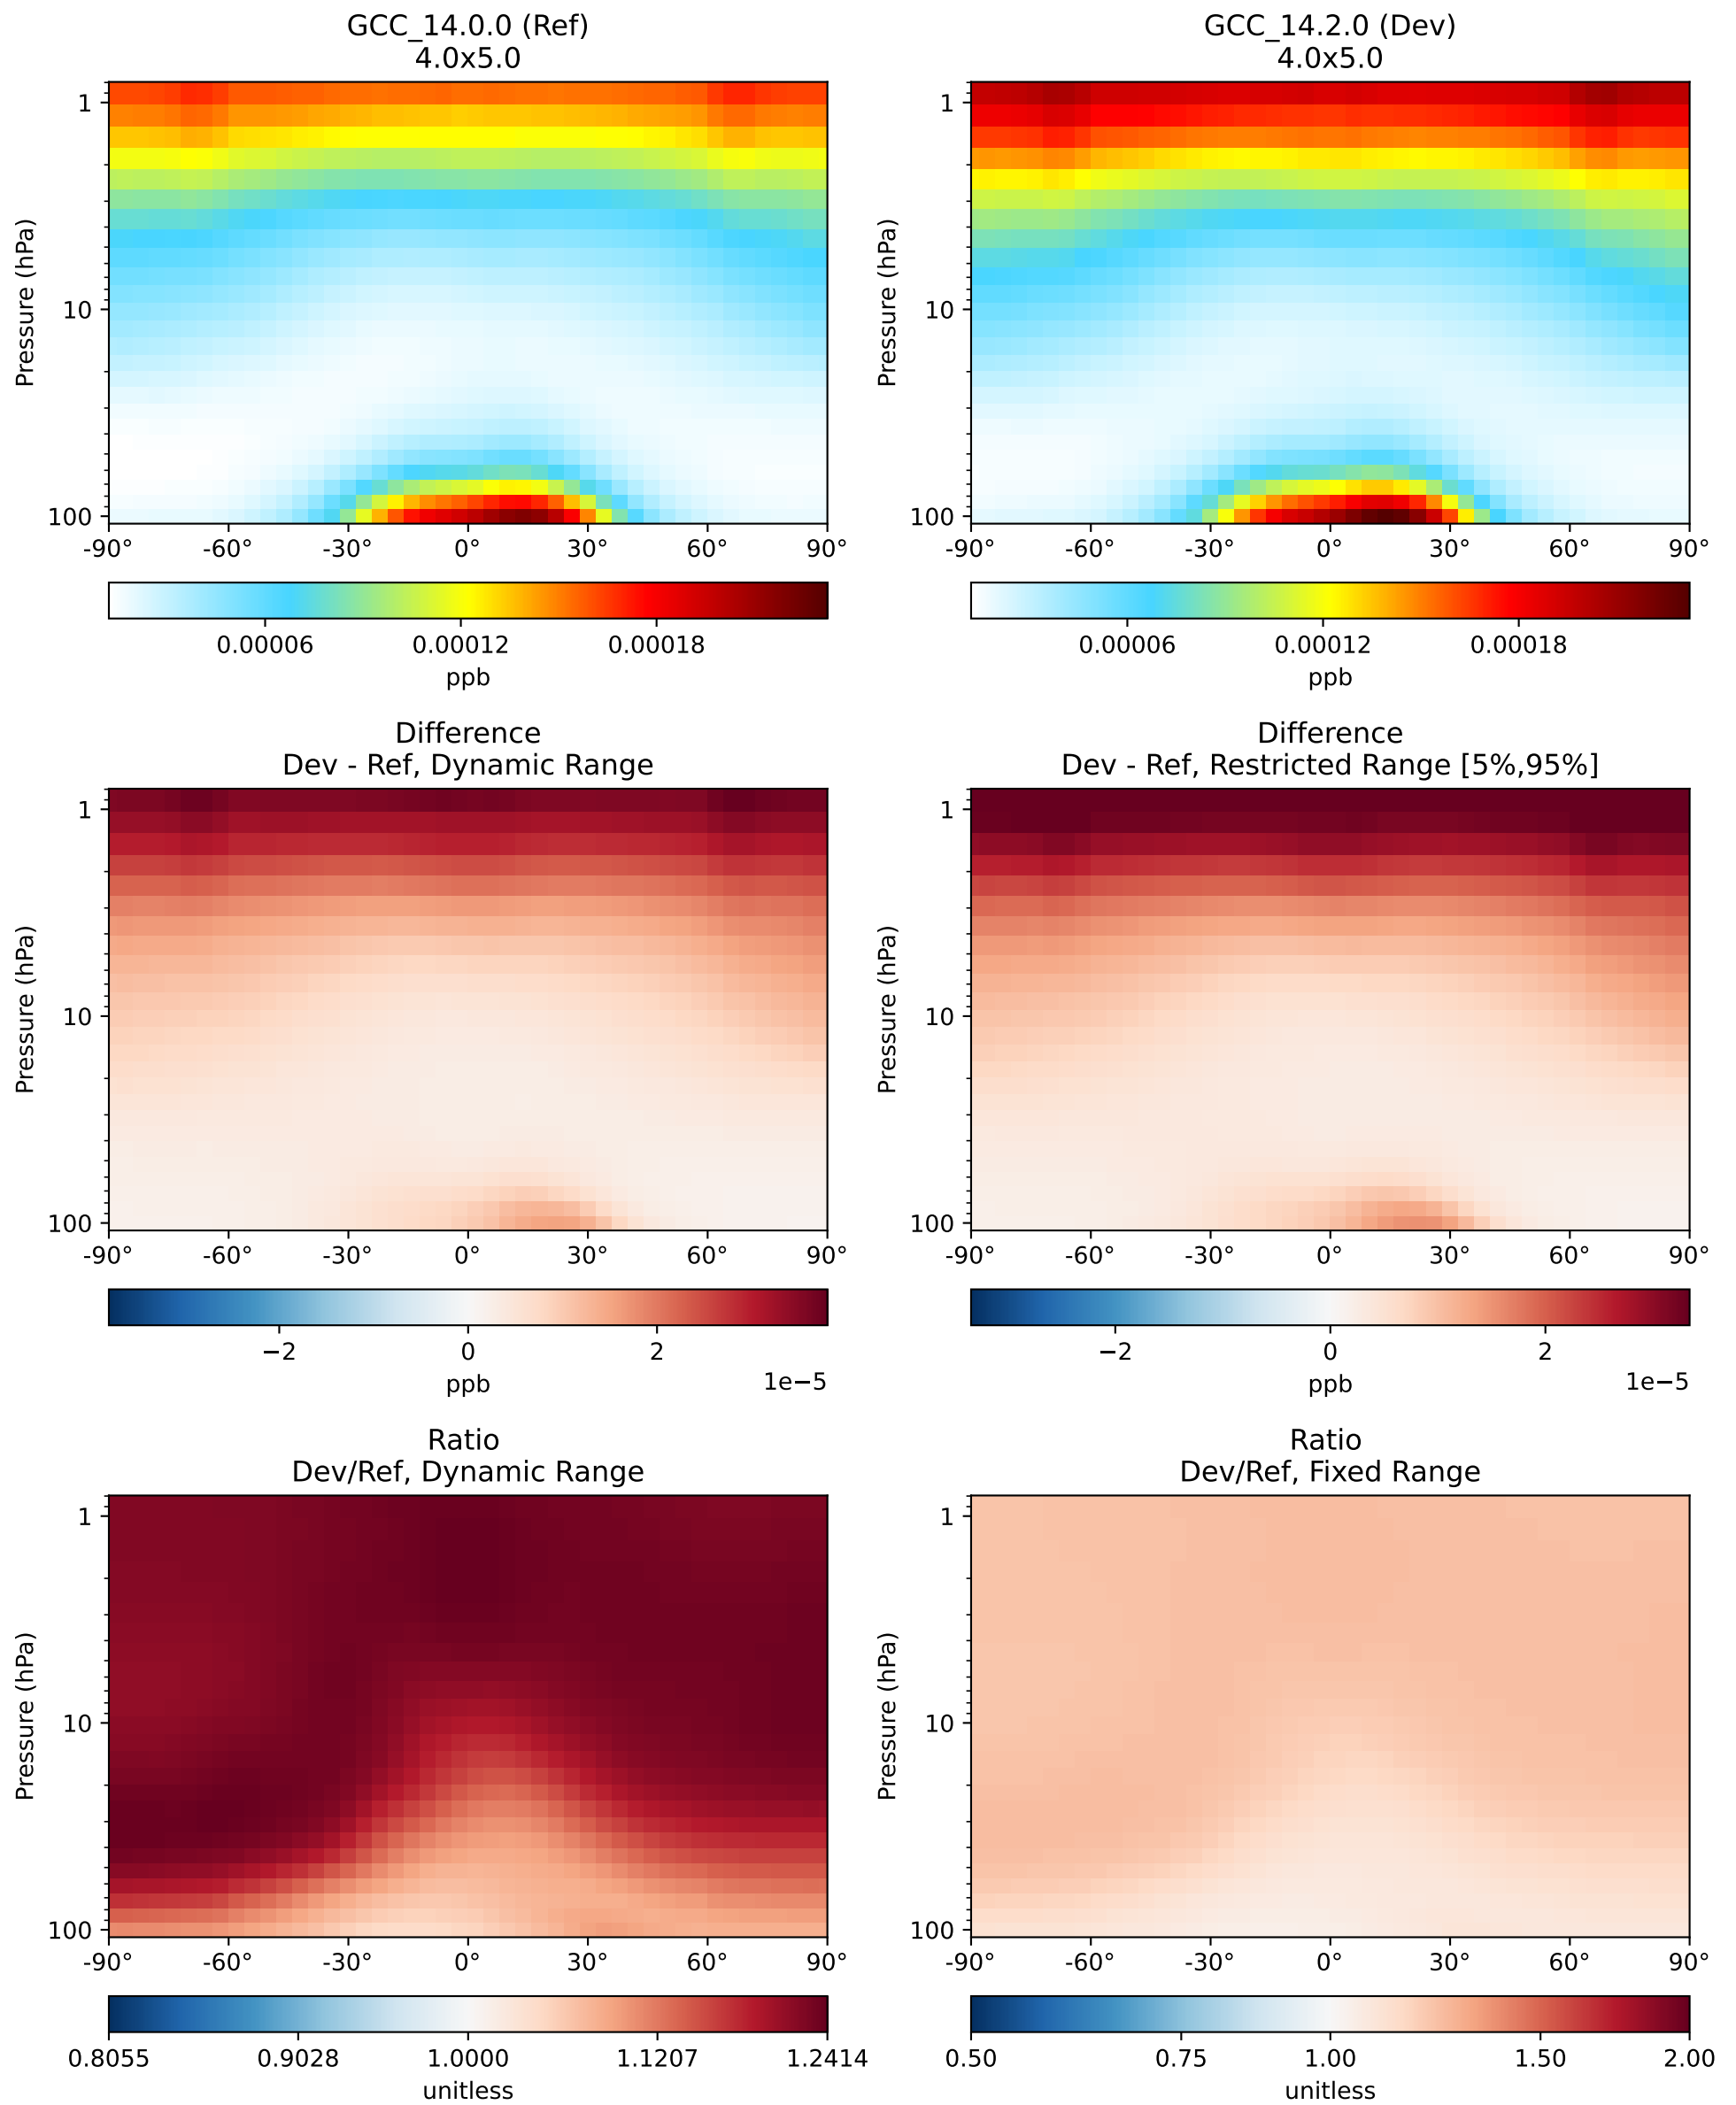 GCC_14.0.0 (Ref)
4.0x5.0
Pressure (hPa)
1
10
100
-90° -60° -30° 0° 30° 60° 90°
0.00006 0.00012 0.00018
ppb
GCC_14.2.0 (Dev)
4.0x5.0
Pressure (hPa)
1
10
100
-90° -60° -30° 0° 30° 60° 90°
0.00006 0.00012 0.00018
ppb
Difference
Dev - Ref, Dynamic Range
Pressure (hPa)
1
10
100
-90° -60° -30° 0° 30° 60° 90°
−2 0 2
ppb
1e−5
Difference
Dev - Ref, Restricted Range [5%,95%]
Pressure (hPa)
1
10
100
-90° -60° -30° 0° 30° 60° 90°
−2 0 2
ppb
1e−5
Ratio
Dev/Ref, Dynamic Range
Pressure (hPa)
1
10
100
-90° -60° -30° 0° 30° 60° 90°
0.8055 0.9028 1.0000 1.1207 1.2414
unitless
Ratio
Dev/Ref, Fixed Range
Pressure (hPa)
1
10
100
-90° -60° -30° 0° 30° 60° 90°
0.50 0.75 1.00 1.50 2.00
unitless